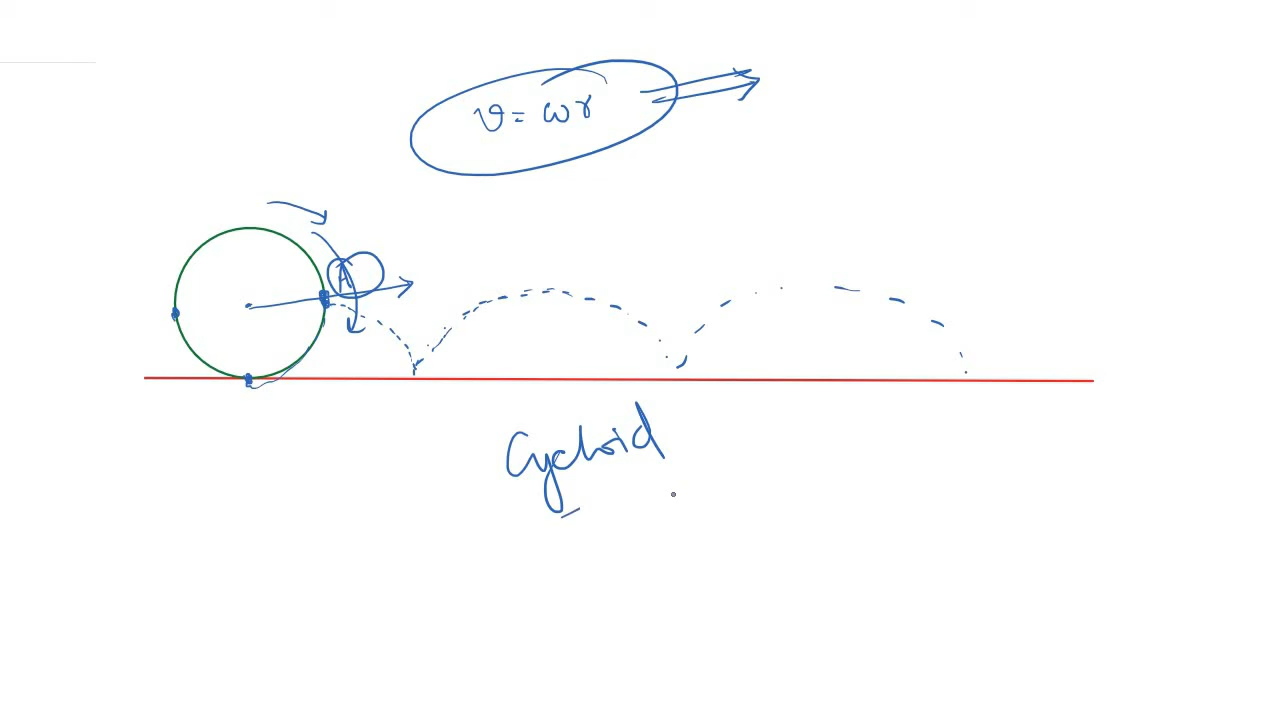 v = ωr
A
Cycloid